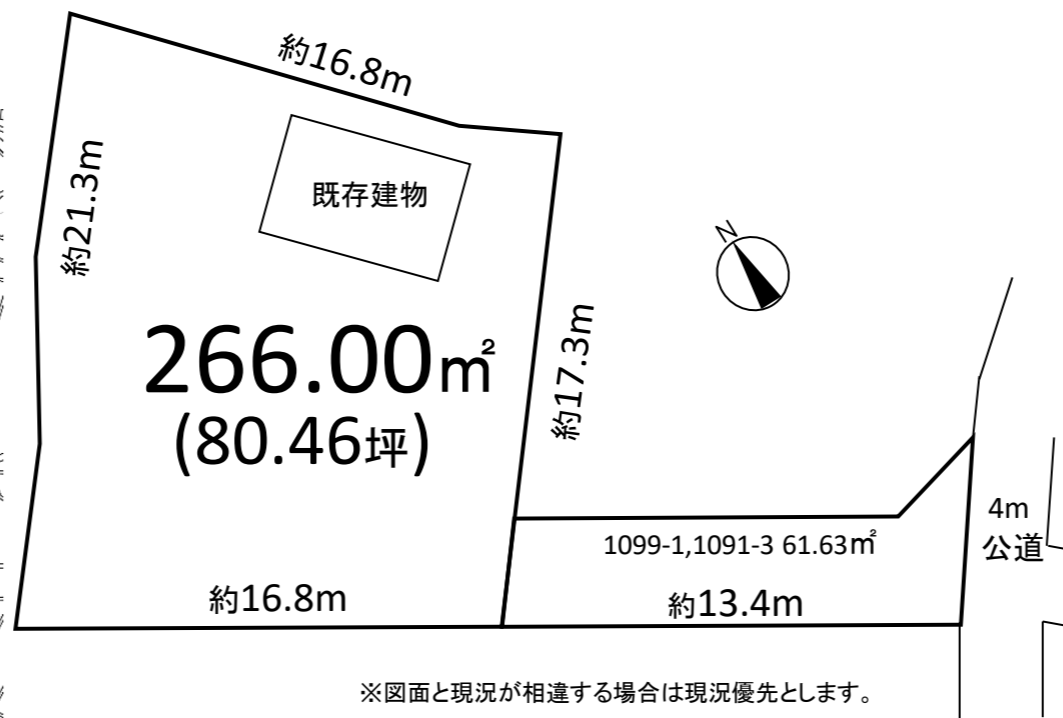 約16.8m
N
既存建物
約21.3m
266.00㎡
(80.46坪)
約17.3m
4m
公道
1099-1,1091-3 61.63㎡
約16.8m
約13.4m
※図面と現況が相違する場合は現況優先とします。